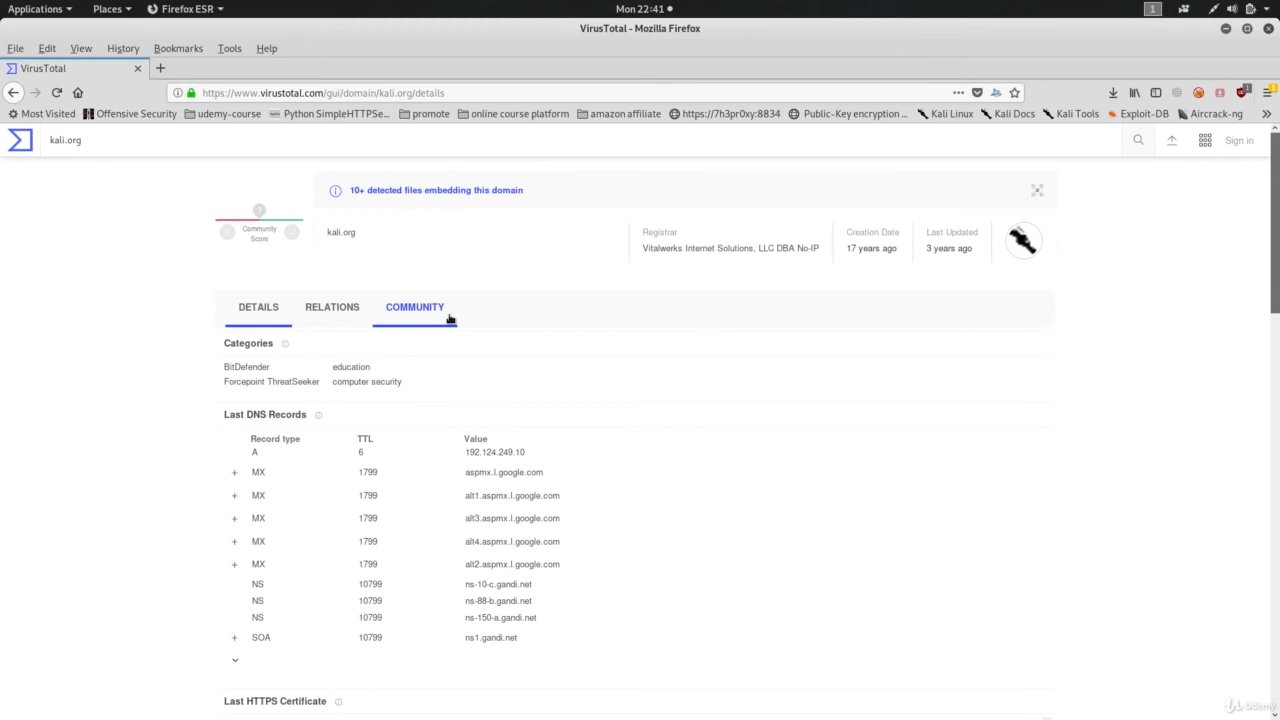 Applications ▾ Places ▾ Firefox ESR ▾ Mon 22:41 ● 1
VirusTotal - Mozilla Firefox
File Edit View History Bookmarks Tools Help
VirusTotal × +
https://www.virustotal.com/gui/domain/kali.org/details
Most Visited Offensive Security udemy-course Python SimpleHTTPSe... promote online course platform amazon affiliate https://7h3pr0xy:8834 Public-Key encryption ... Kali Linux Kali Docs Kali Tools Exploit-DB Aircrack-ng >>
kali.org Sign in
10+ detected files embedding this domain
?
Community
Score
kali.org
Registrar
Vitalwerks Internet Solutions, LLC DBA No-IP
Creation Date
17 years ago
Last Updated
3 years ago
DETAILS RELATIONS COMMUNITY
Categories
BitDefender education
Forcepoint ThreatSeeker computer security
Last DNS Records
Record type TTL Value
A 6 192.124.249.10
+ MX 1799 aspmx.l.google.com
+ MX 1799 alt1.aspmx.l.google.com
+ MX 1799 alt3.aspmx.l.google.com
+ MX 1799 alt4.aspmx.l.google.com
+ MX 1799 alt2.aspmx.l.google.com
NS 10799 ns-10-c.gandi.net
NS 10799 ns-88-b.gandi.net
NS 10799 ns-150-a.gandi.net
+ SOA 10799 ns1.gandi.net
Last HTTPS Certificate
Udemy